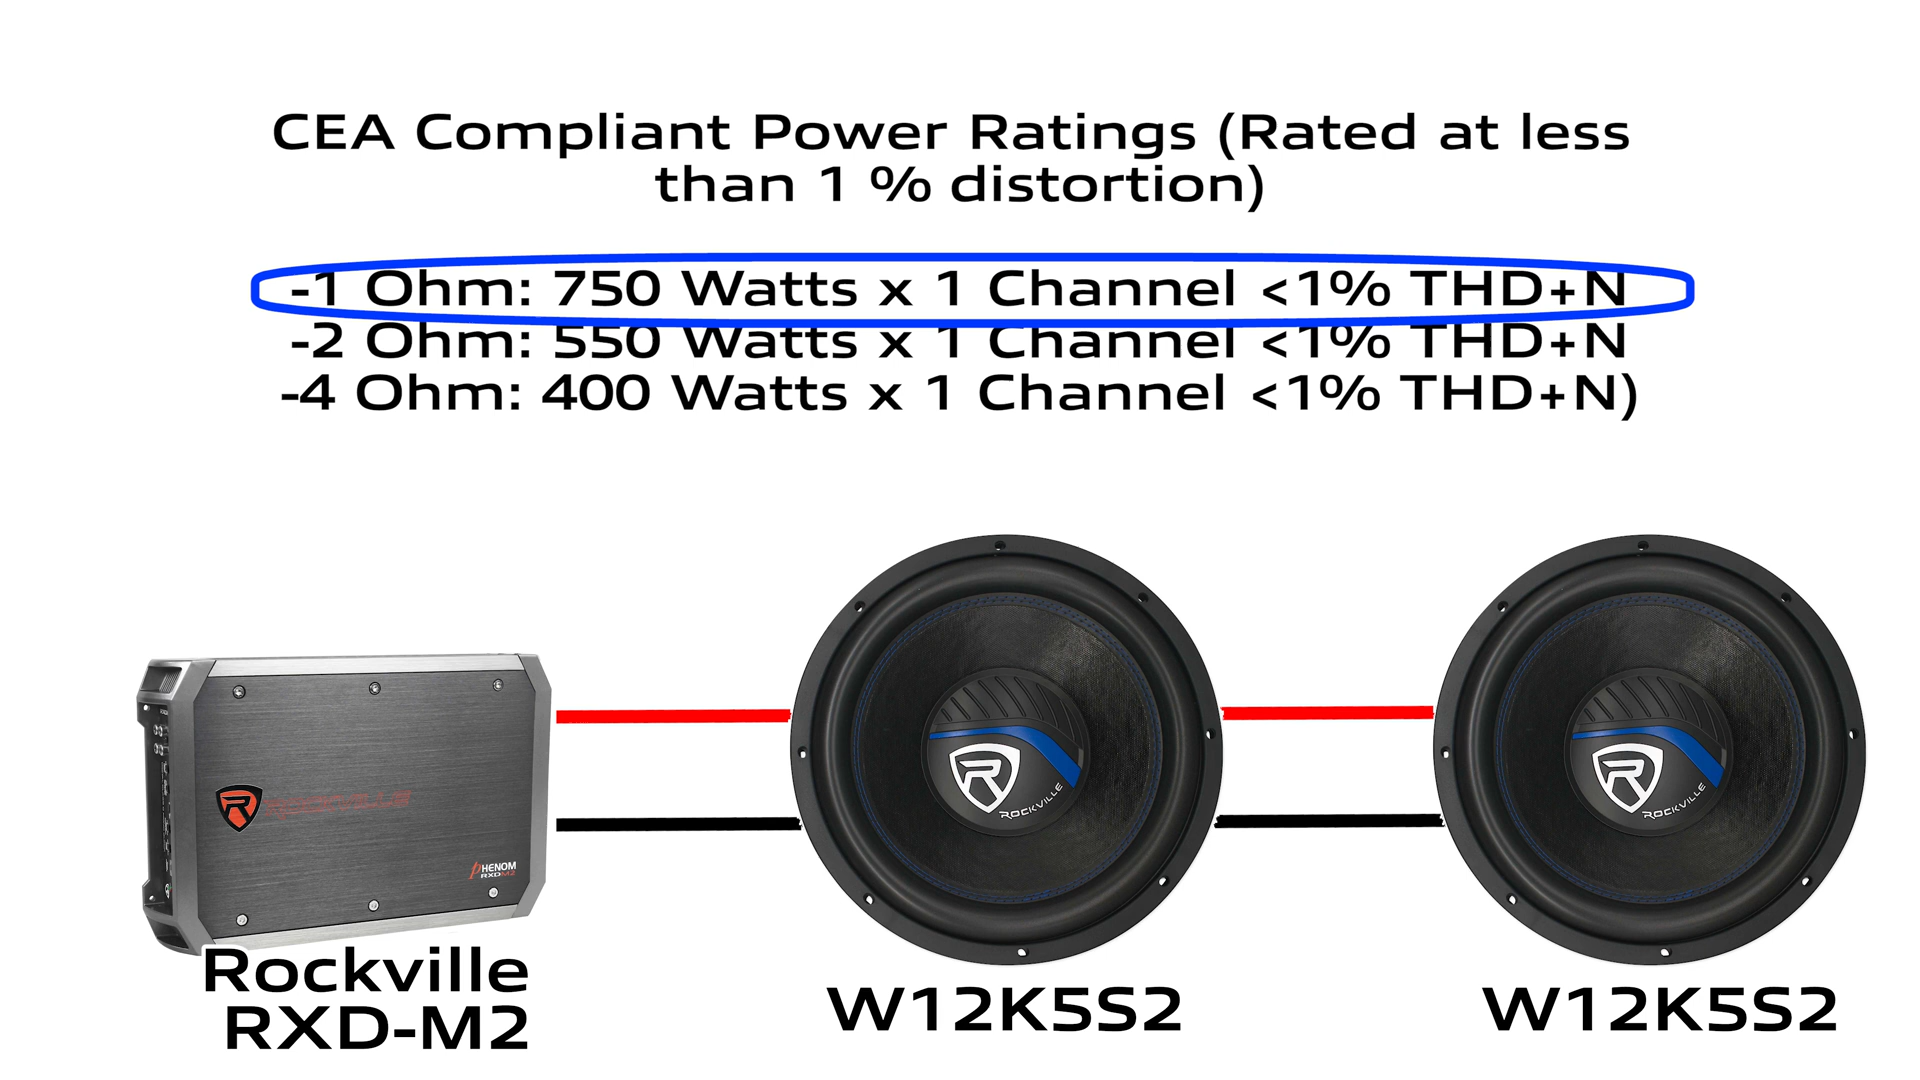 CEA Compliant Power Ratings (Rated at less
than 1 % distortion)
-1 Ohm: 750 Watts x 1 Channel <1% THD+N
-2 Ohm: 550 Watts x 1 Channel <1% THD+N
-4 Ohm: 400 Watts x 1 Channel <1% THD+N)
R ROCKVILLE
PHENOM
RXD-M2
R
ROCKVILLE
R
ROCKVILLE
Rockville
RXD-M2
W12K5S2
W12K5S2